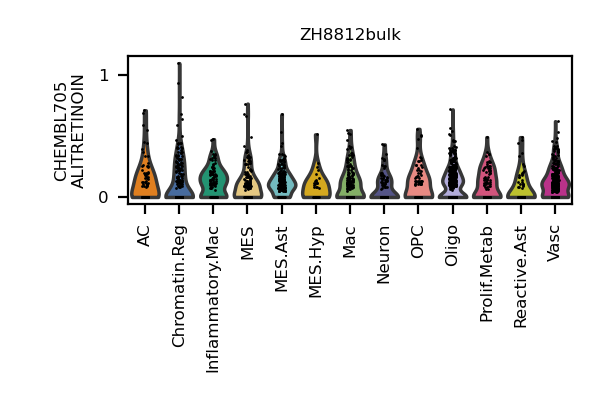 ZH8812bulk
CHEMBL705
ALITRETINOIN
1
0
AC
Chromatin.Reg
Inflammatory.Mac
MES
MES.Ast
MES.Hyp
Mac
Neuron
OPC
Oligo
Prolif.Metab
Reactive.Ast
Vasc